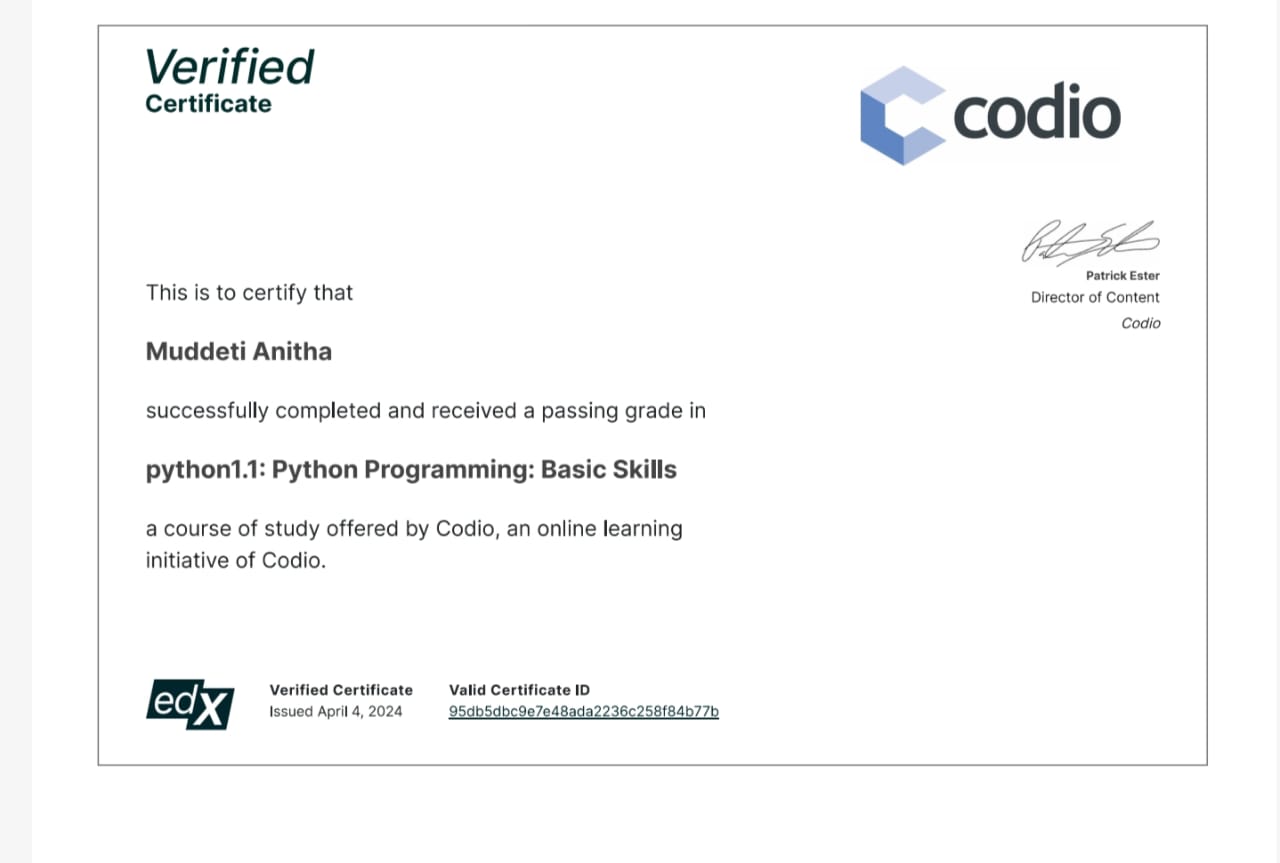 Verified
Certificate
codio
Patrick Ester
Director of Content
Codio
This is to certify that
Muddeti Anitha
successfully completed and received a passing grade in
python1.1: Python Programming: Basic Skills
a course of study offered by Codio, an online learning
initiative of Codio.
edX
Verified Certificate
Issued April 4, 2024
Valid Certificate ID
95db5dbc9e7e48ada2236c258f84b77b